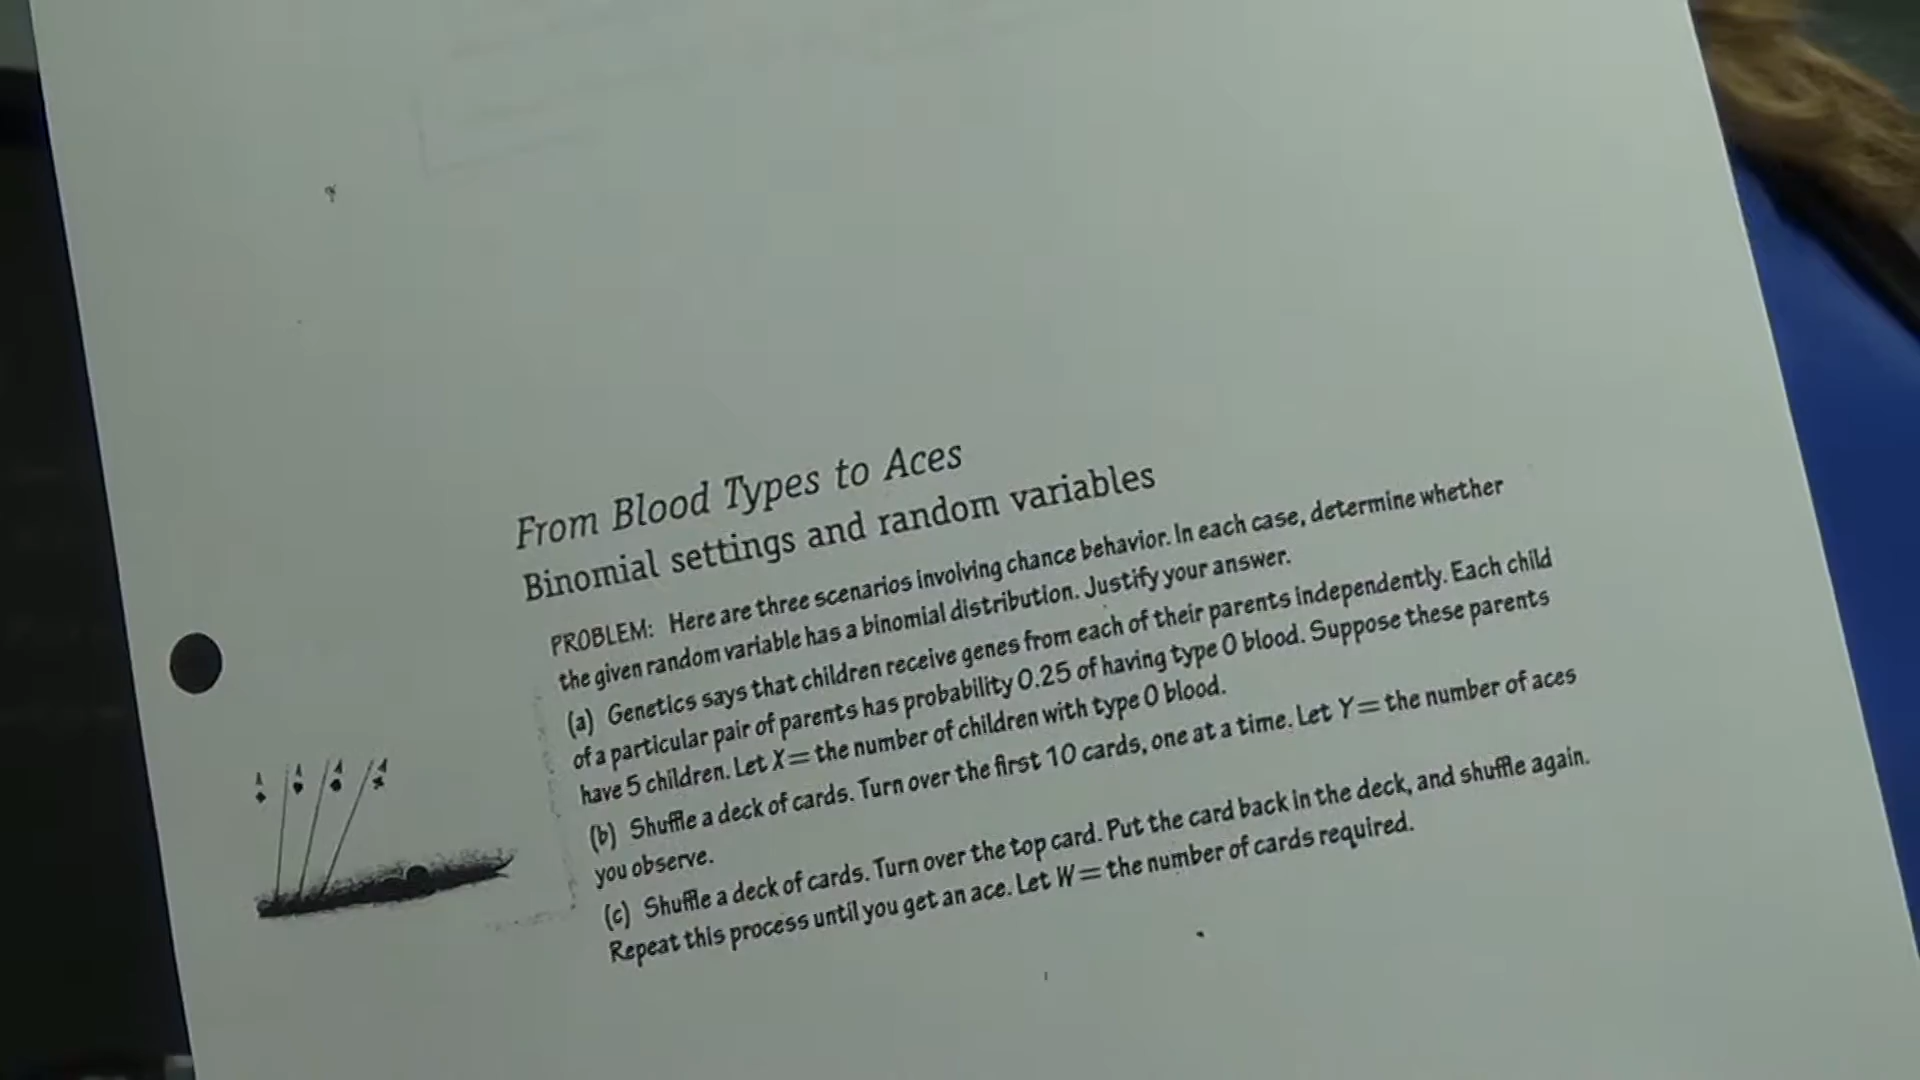 From Blood Types to Aces
Binomial settings and random variables
PROBLEM: Here are three scenarios involving chance behavior. In each case, determine whether
the given random variable has a binomial distribution. Justify your answer.
(a) Genetics says that children receive genes from each of their parents independently. Each child
of a particular pair of parents has probability 0.25 of having type O blood. Suppose these parents
have 5 children. Let X = the number of children with type O blood.
(b) Shuffle a deck of cards. Turn over the first 10 cards, one at a time. Let Y = the number of aces
you observe.
(c) Shuffle a deck of cards. Turn over the top card. Put the card back in the deck, and shuffle again.
Repeat this process until you get an ace. Let W = the number of cards required.